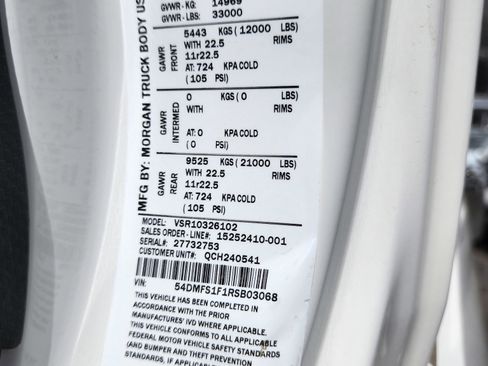 GVWR - KG: 14969
GVWR - LBS: 33000
MFG BY: MORGAN TRUCK BODY
GAWR FRONT
5443 KGS ( 12000 LBS)
WITH 22.5 RIMS
11r22.5
AT: 724 KPA COLD
( 105 PSI)
GAWR INTERMED
0 KGS ( 0 LBS)
WITH RIMS
AT: 0 KPA COLD
( 0 PSI)
GAWR REAR
9525 KGS ( 21000 LBS)
WITH 22.5 RIMS
11r22.5
AT: 724 KPA COLD
( 105 PSI)
MODEL: VSR10326102
SALES ORDER - LINE#: 15252410-001
SERIAL#: 27732753
CUSTOMER UNIT#: QCH240541
VIN: 54DMFS1F1RSB03068
THIS VEHICLE HAS BEEN COMPLETED IN
ACCORDANCE WITH THE PRIOR
MANUFACTURES' IVD WHERE APPLICABLE.
THIS VEHICLE CONFORMS TO ALL APPLICABLE
FEDERAL MOTOR VEHICLE SAFETY STANDARDS
(AND BUMPER AND THEFT PREVENTION
STANDARDS, IF APPLICABLE)